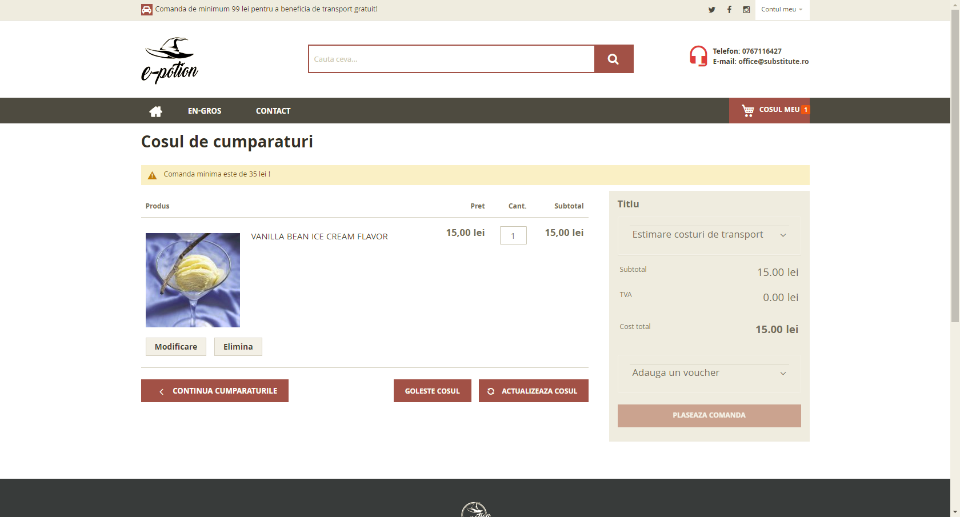 Comanda de minimum 99 lei pentru a beneficia de transport gratuit!
Contul meu
e-potion
Cauta ceva...
Telefon: 0767116427
E-mail: office@substitute.ro
EN-GROS
CONTACT
COSUL MEU 1
Cosul de cumparaturi
Comanda minima este de 35 lei !
Produs Pret Cant. Subtotal
VANILLA BEAN ICE CREAM FLAVOR 15,00 lei 1 15,00 lei
Modificare
Elimina
CONTINUA CUMPARATURILE
GOLESTE COSUL
ACTUALIZEAZA COSUL
Titlu
Estimare costuri de transport
Subtotal 15.00 lei
TVA 0.00 lei
Cost total 15.00 lei
Adauga un voucher
PLASEAZA COMANDA